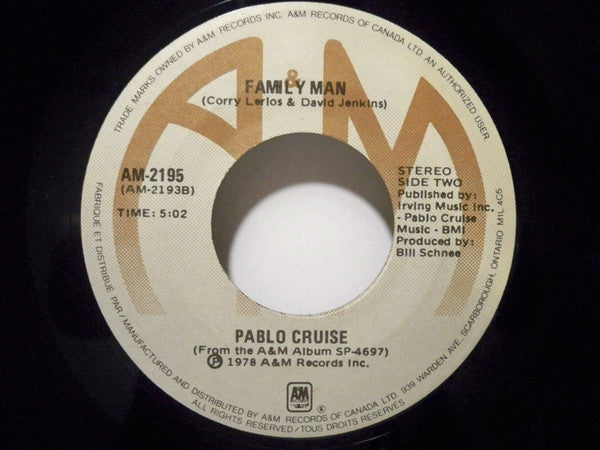 TRADE MARKS OWNED BY A&M RECORDS INC. A&M RECORDS OF CANADA LTD. AN AUTHORIZED USER
A&M
FAMILY MAN
(Corry Lerios & David Jenkins)
AM-2195
(AM-2193B)
TIME: 5:02
STEREO
SIDE TWO
Published by:
Irving Music Inc.
- Pablo Cruise
Music - BMI
Produced by:
Bill Schnee
PABLO CRUISE
(From the A&M Album SP-4697)
℗ 1978 A&M Records Inc.
A&M
RECORDS
®
FABRIQUE ET DISTRIBUÉ PAR / MANUFACTURED AND DISTRIBUTED BY A&M RECORDS OF CANADA LTD. 939 WARDEN AVE, SCARBOROUGH, ONTARIO M1L 4C5
ALL RIGHTS RESERVED / TOUS DROITS RESERVES